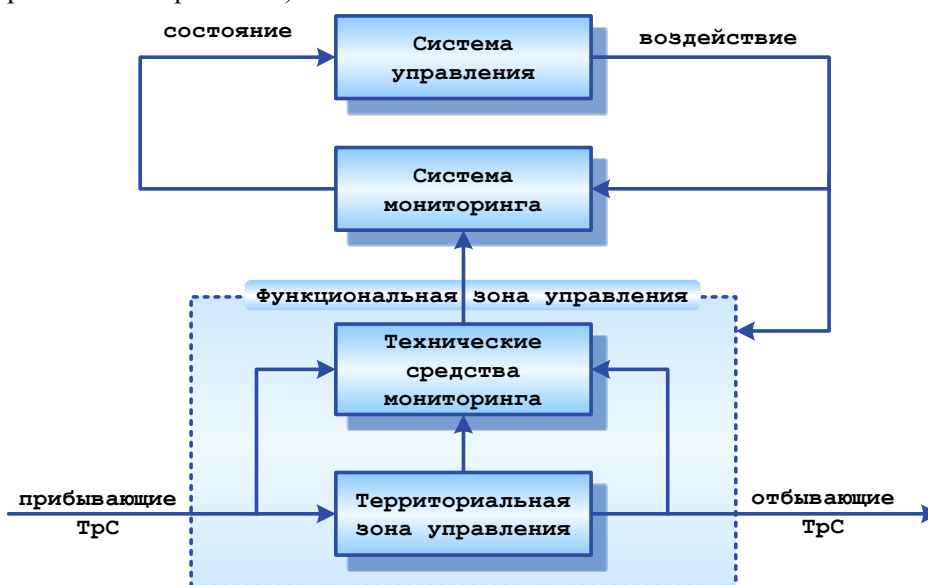 состояние
Система
управления
воздействие
Система
мониторинга
Функциональная зона управления
Технические
средства
мониторинга
прибывающие
ТрС
Территориальная
зона управления
отбывающие
ТрС